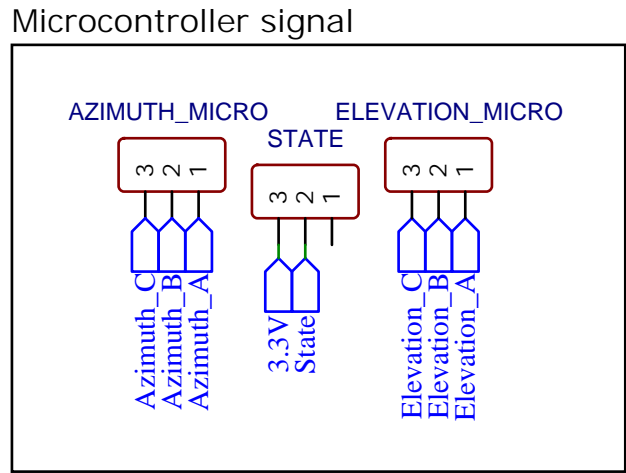 Microcontroller signal
AZIMUTH_MICRO
ELEVATION_MICRO
STATE
3 2 1
3 2 1
3 2 1
Azimuth_C
Azimuth_B
Azimuth_A
3.3V
State
Elevation_C
Elevation_B
Elevation_A